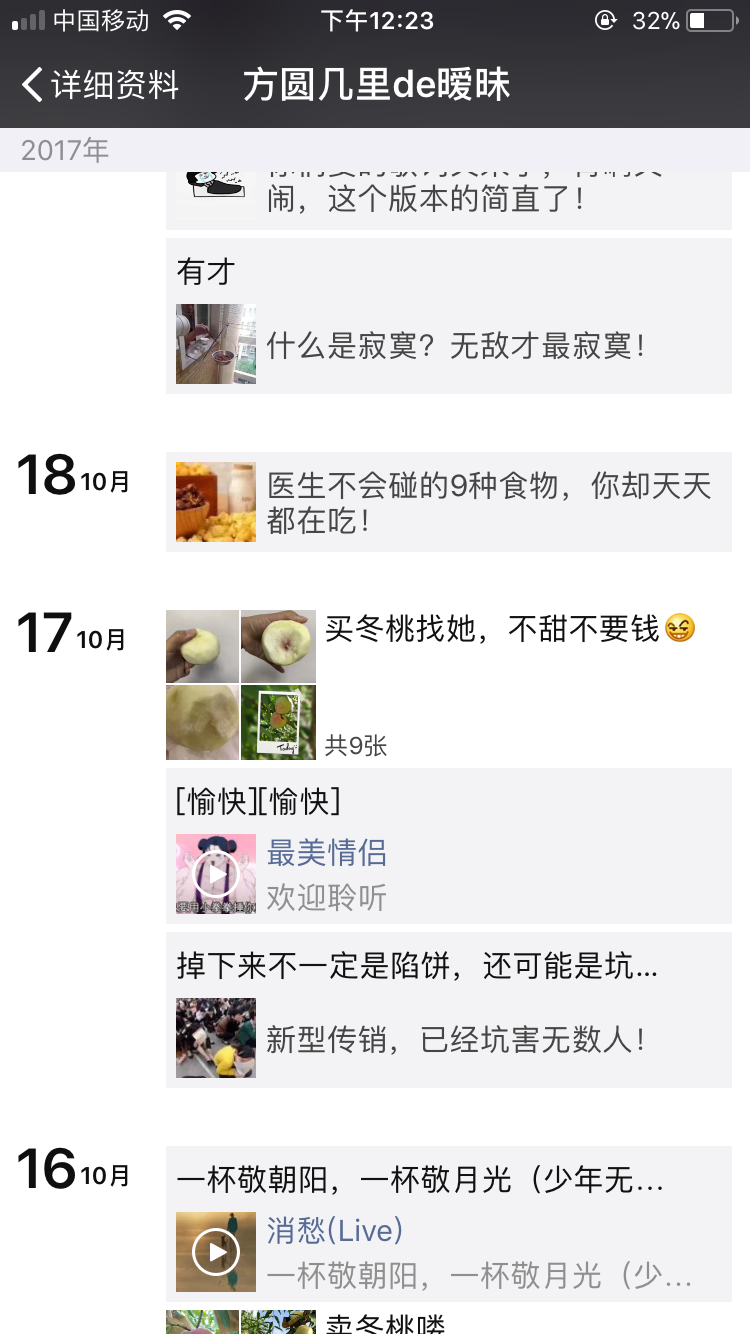 中国移动
下午12:23
32%
详细资料
方圆几里de暧昧
2017年
闹，这个版本的简直了！
有才
什么是寂寞？无敌才最寂寞！
18 10月
医生不会碰的9种食物，你却天天
都在吃！
17 10月
买冬桃找她，不甜不要钱
Today
共9张
[愉快][愉快]
最美情侣
欢迎聆听
掉下来不一定是陷饼，还可能是坑...
新型传销，已经坑害无数人！
16 10月
一杯敬朝阳，一杯敬月光（少年无...
消愁(Live)
一杯敬朝阳，一杯敬月光（少...
卖冬桃喽